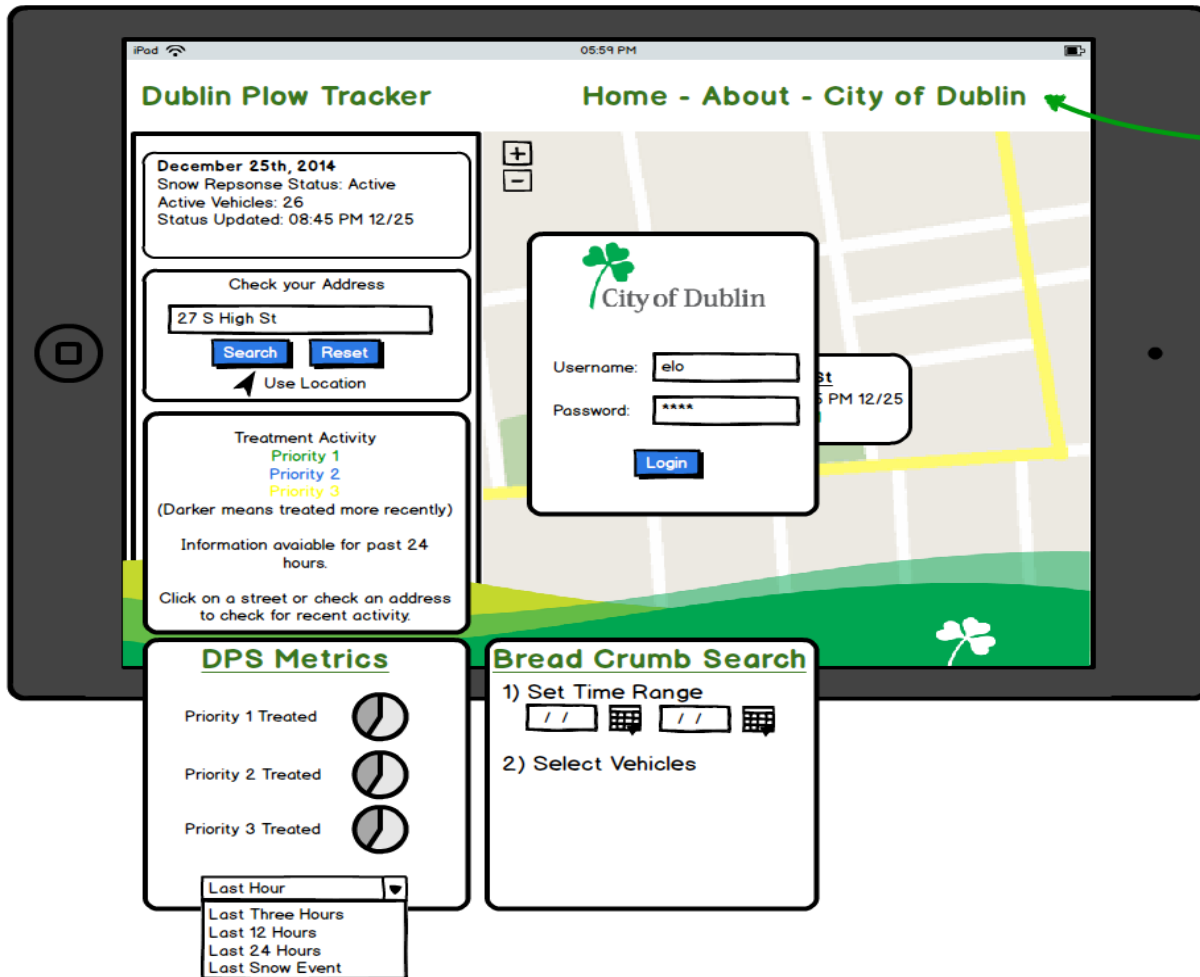 iPad
05:59 PM
Dublin Plow Tracker
Home - About - City of Dublin
December 25th, 2014
Snow Repsonse Status: Active
Active Vehicles: 26
Status Updated: 08:45 PM 12/25
Check your Address
27 S High St
Search Reset
Use Location
Treatment Activity
Priority 1
Priority 2
Priority 3
(Darker means treated more recently)
Information avaiable for past 24
hours.
Click on a street or check an address
to check for recent activity.
+
-
City of Dublin
Username: elo
Password: ****
Login
St
5 PM 12/25
DPS Metrics
Priority 1 Treated
Priority 2 Treated
Priority 3 Treated
Last Hour
Last Three Hours
Last 12 Hours
Last 24 Hours
Last Snow Event
Bread Crumb Search
1) Set Time Range
/ / / /
2) Select Vehicles